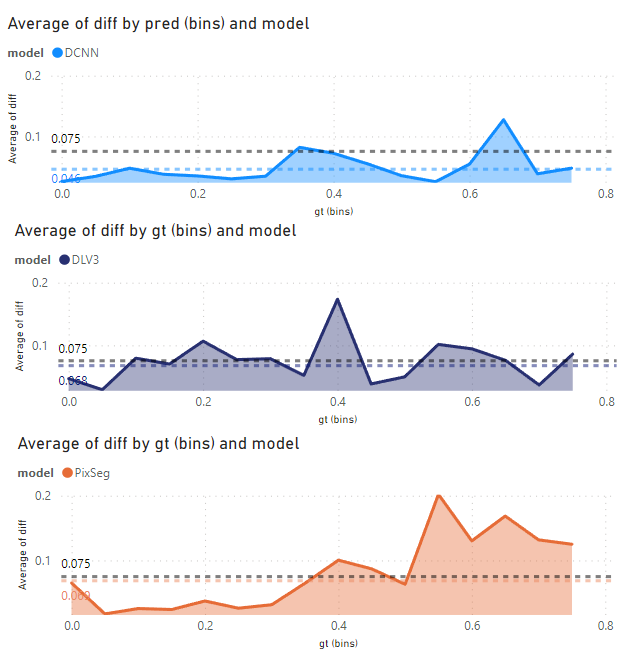 Average of diff by pred (bins) and model
model DCNN
0.2
0.1
0.075
Average of diff
0.0 0.2 0.4 0.6 0.8
gt (bins)
Average of diff by gt (bins) and model
model DLV3
0.2
0.1
0.075
0.068
Average of diff
0.0 0.2 0.4 0.6 0.8
gt (bins)
Average of diff by gt (bins) and model
model PixSeg
0.2
0.1
0.075
0.069
Average of diff
0.0 0.2 0.4 0.6 0.8
gt (bins)